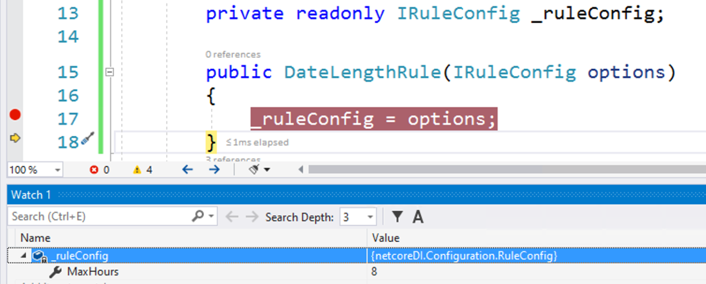 13 private readonly IRuleConfig _ruleConfig;
14
0 references
15 public DateLengthRule(IRuleConfig options)
16 {
17 _ruleConfig = options;
18 } ≤1ms elapsed
3 references
100 % 0 4
Watch 1
Search (Ctrl+E) Search Depth: 3 A
Name Value
_ruleConfig {netcoreDI.Configuration.RuleConfig}
MaxHours 8